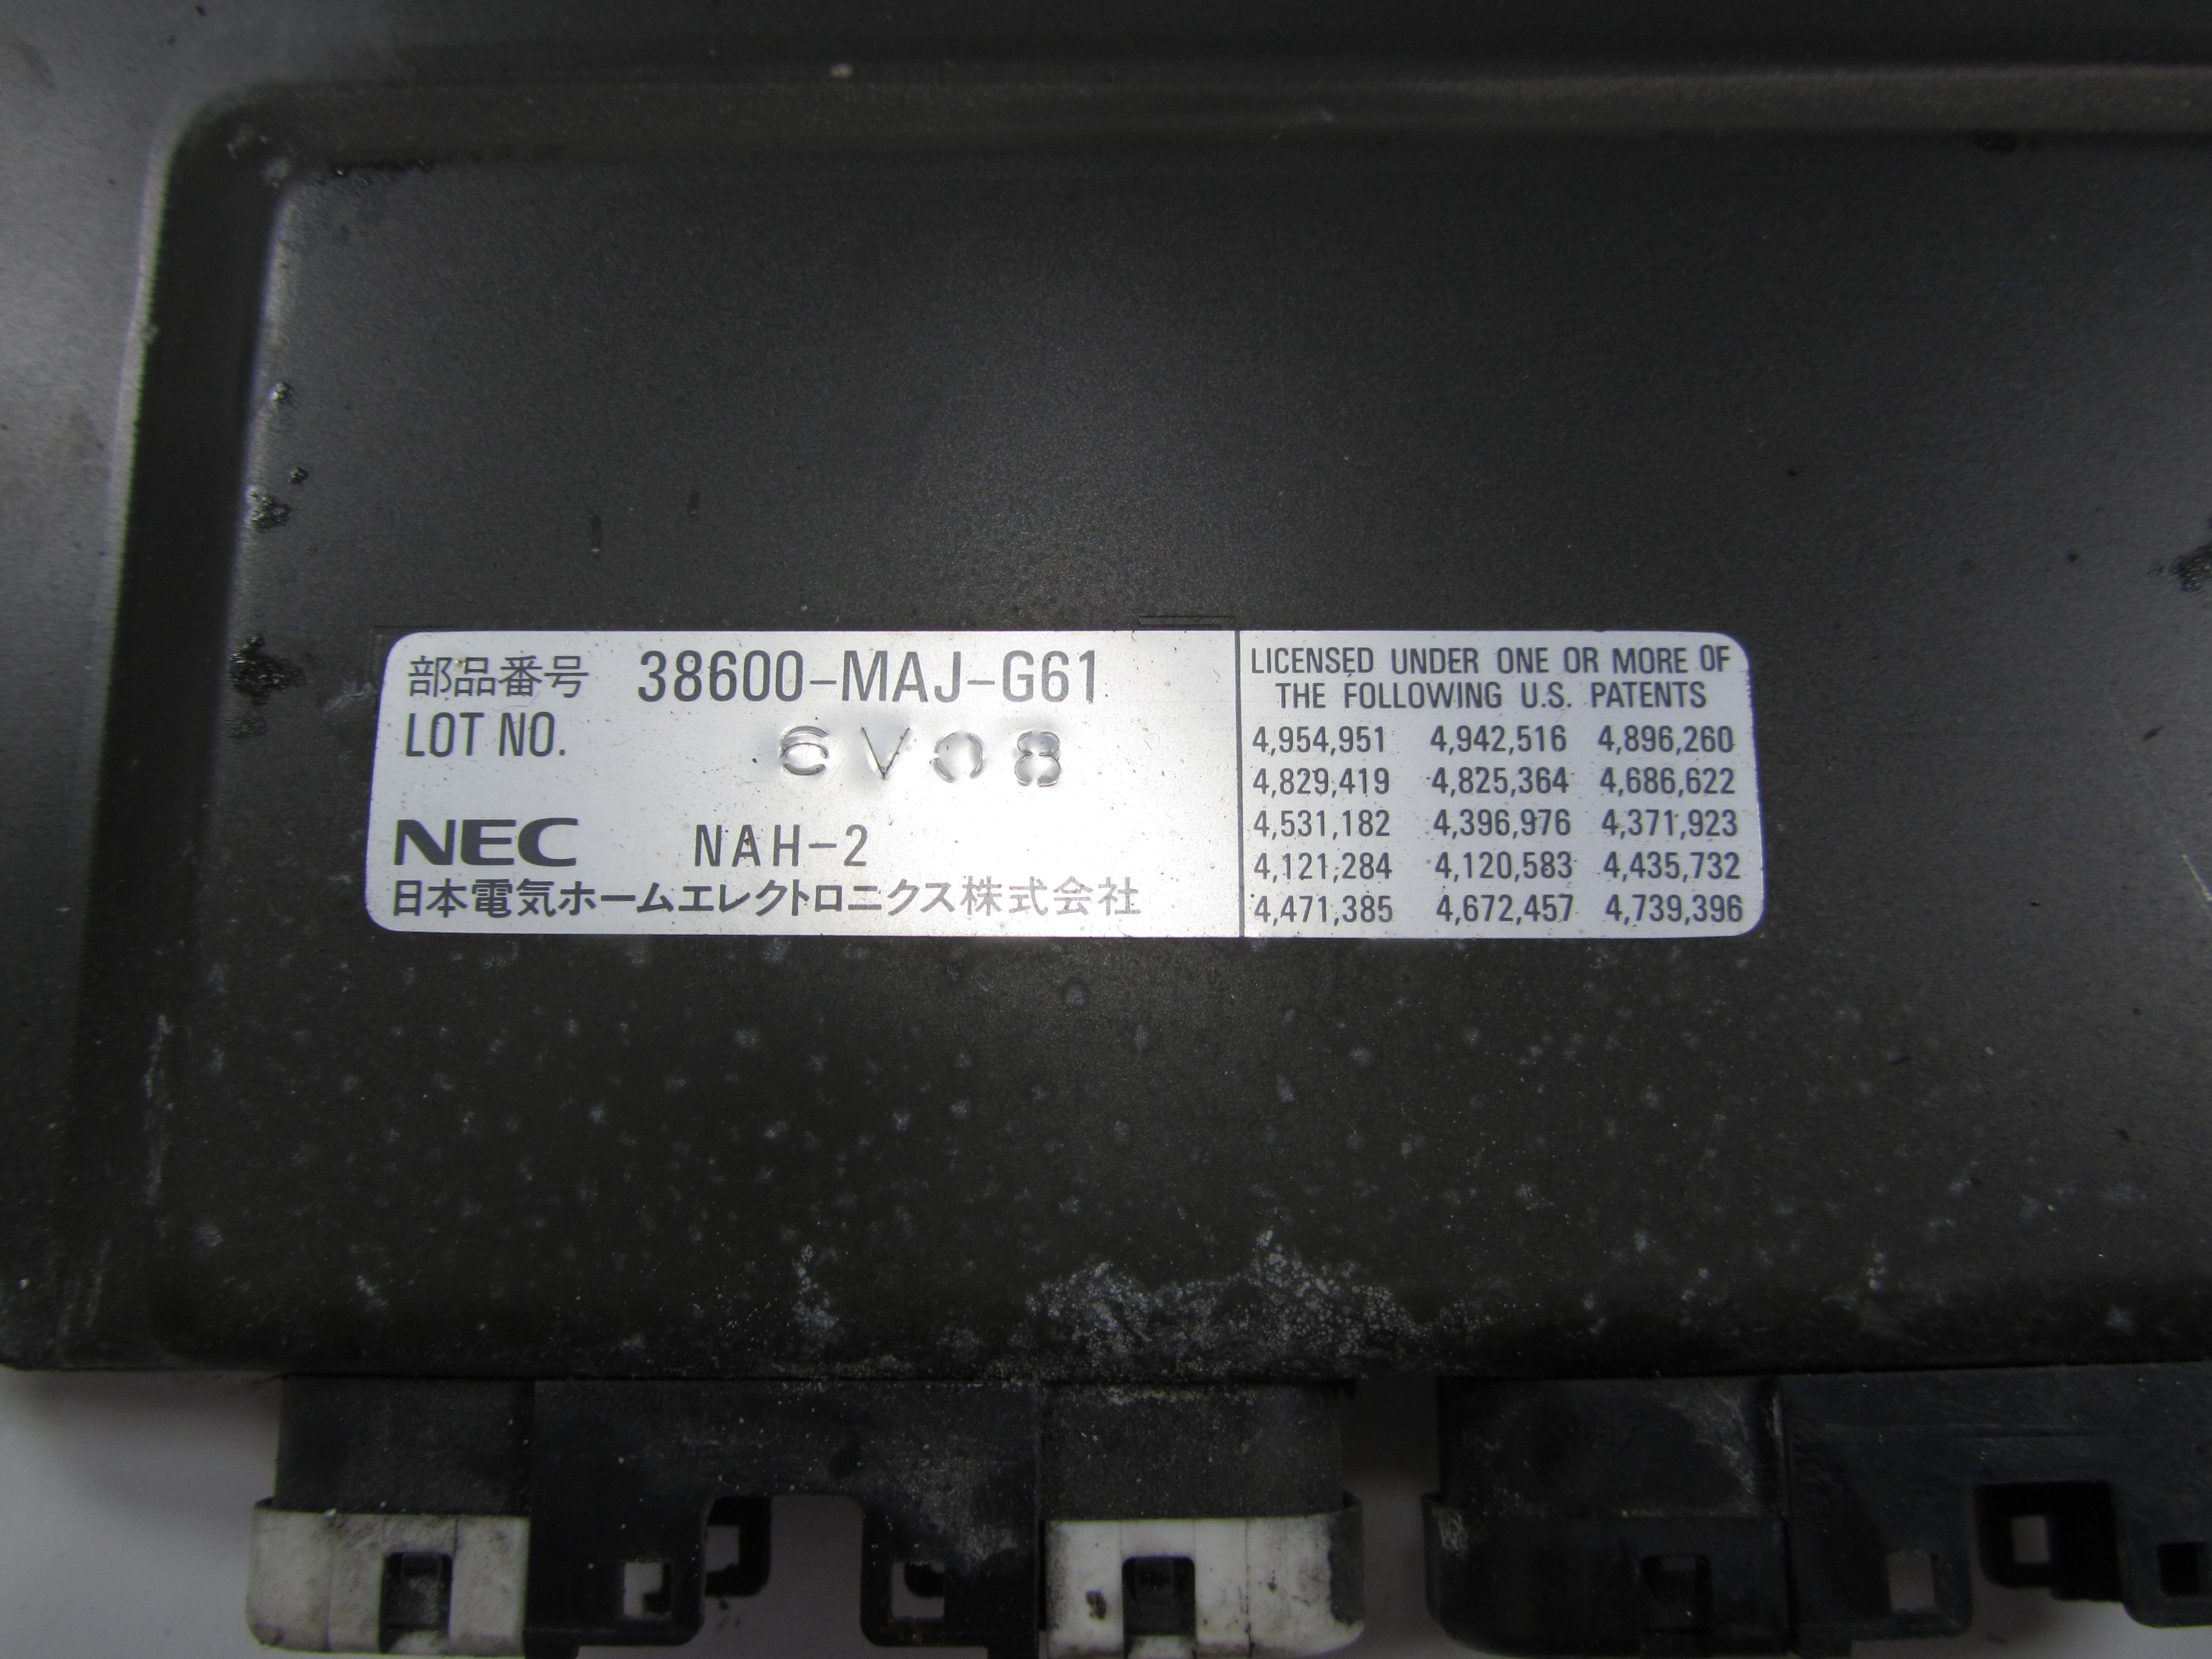 部品番号 38600-MAJ-G61
LOT NO. 6V08
NEC NAH-2
日本電気ホームエレクトロニクス株式会社
LICENSED UNDER ONE OR MORE OF
THE FOLLOWING U.S. PATENTS
4,954,951 4,942,516 4,896,260
4,829,419 4,825,364 4,686,622
4,531,182 4,396,976 4,371,923
4,121,284 4,120,583 4,435,732
4,471,385 4,672,457 4,739,396